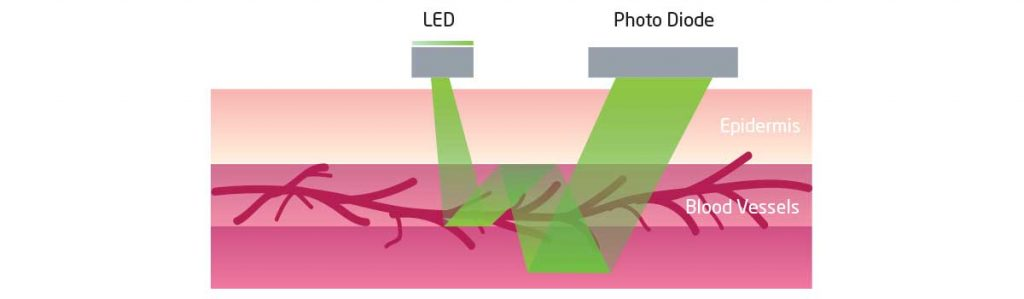 LED
Photo Diode
Epidermis
Blood Vessels